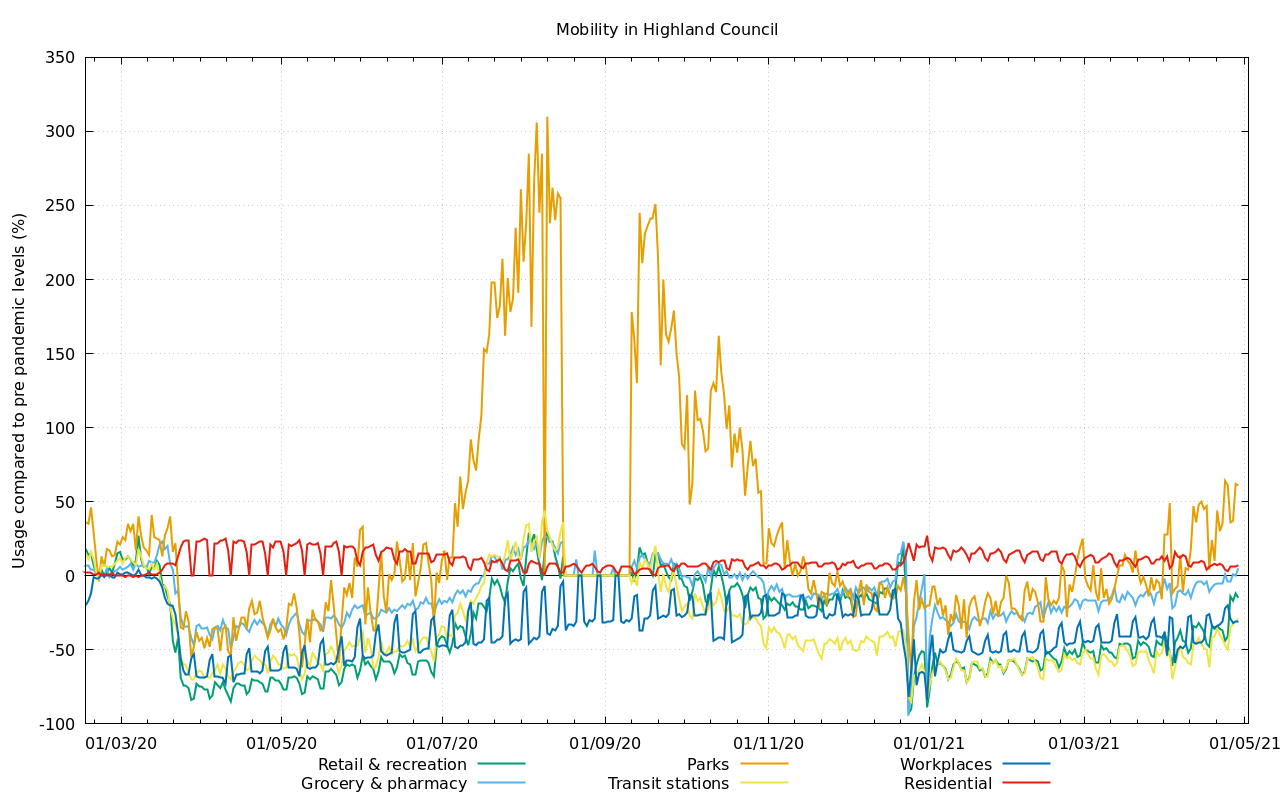 Mobility in Highland Council
Usage compared to pre pandemic levels (%)
350
300
250
200
150
100
50
0
-50
-100
01/03/20 01/05/20 01/07/20 01/09/20 01/11/20 01/01/21 01/03/21 01/05/21
Retail & recreation Parks Workplaces
Grocery & pharmacy Transit stations Residential